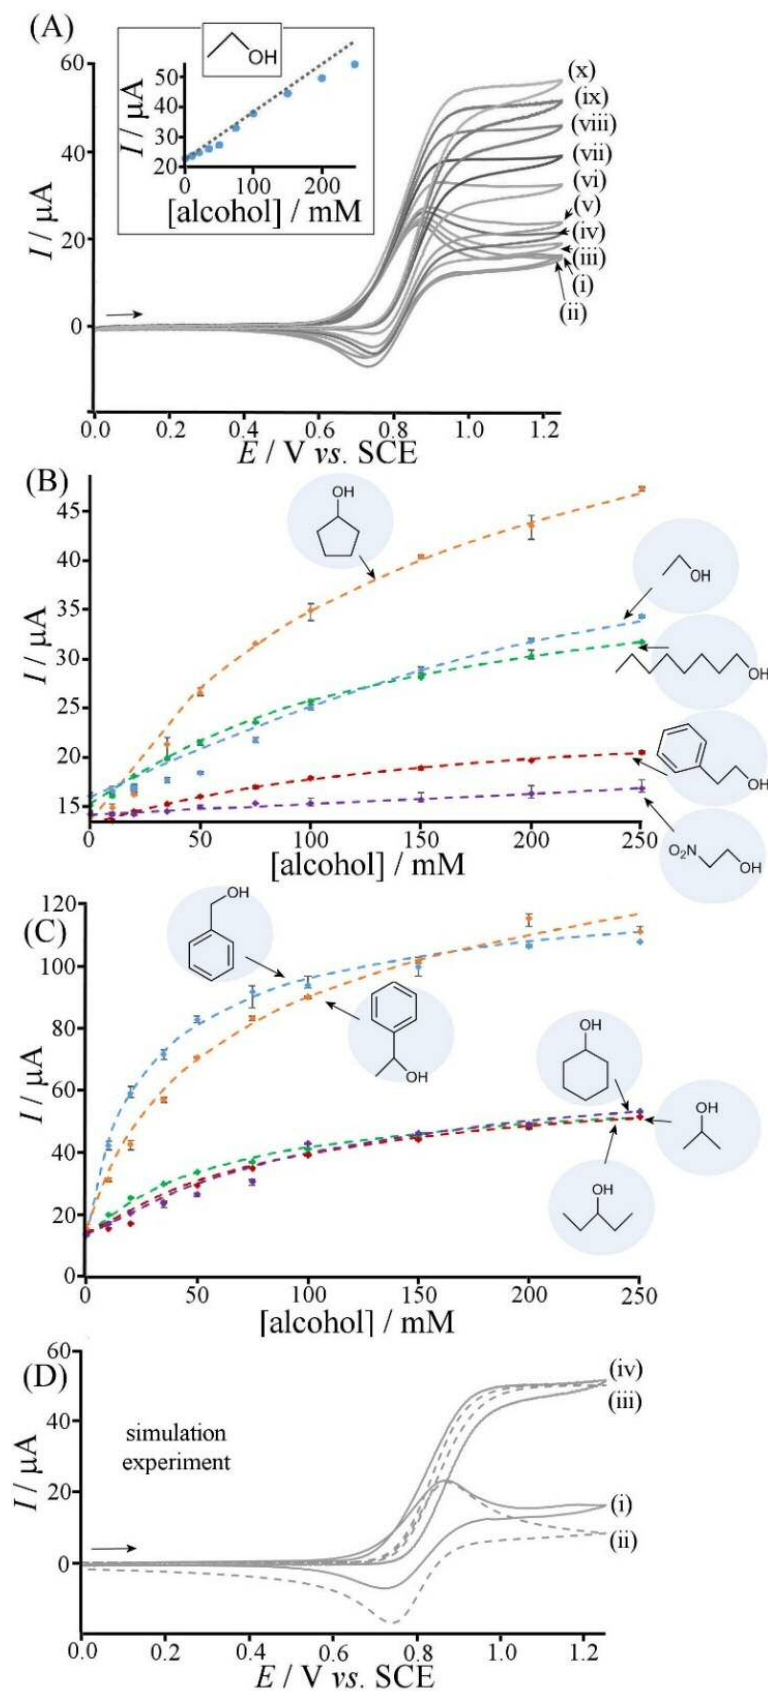 (A)
OH
I / μA
50
40
30
20
0
100
200
[alcohol] / mM
I / μA
60
40
20
0
(x)
(ix)
(viii)
(vii)
(vi)
(v)
(iv)
(iii)
(i)
(ii)
0.0 0.2 0.4 0.6 0.8 1.0 1.2
E / V vs. SCE
(B)
I / μA
45
40
35
30
25
20
15
OH
OH
OH
OH
O₂N OH
0 50 100 150 200 250
[alcohol] / mM
(C)
I / μA
120
100
80
60
40
20
0
OH
OH
OH
OH
OH
0 50 100 150 200 250
[alcohol] / mM
(D)
I / μA
60
40
20
0
simulation
experiment
(iv)
(iii)
(i)
(ii)
0.0 0.2 0.4 0.6 0.8 1.0 1.2
E / V vs. SCE